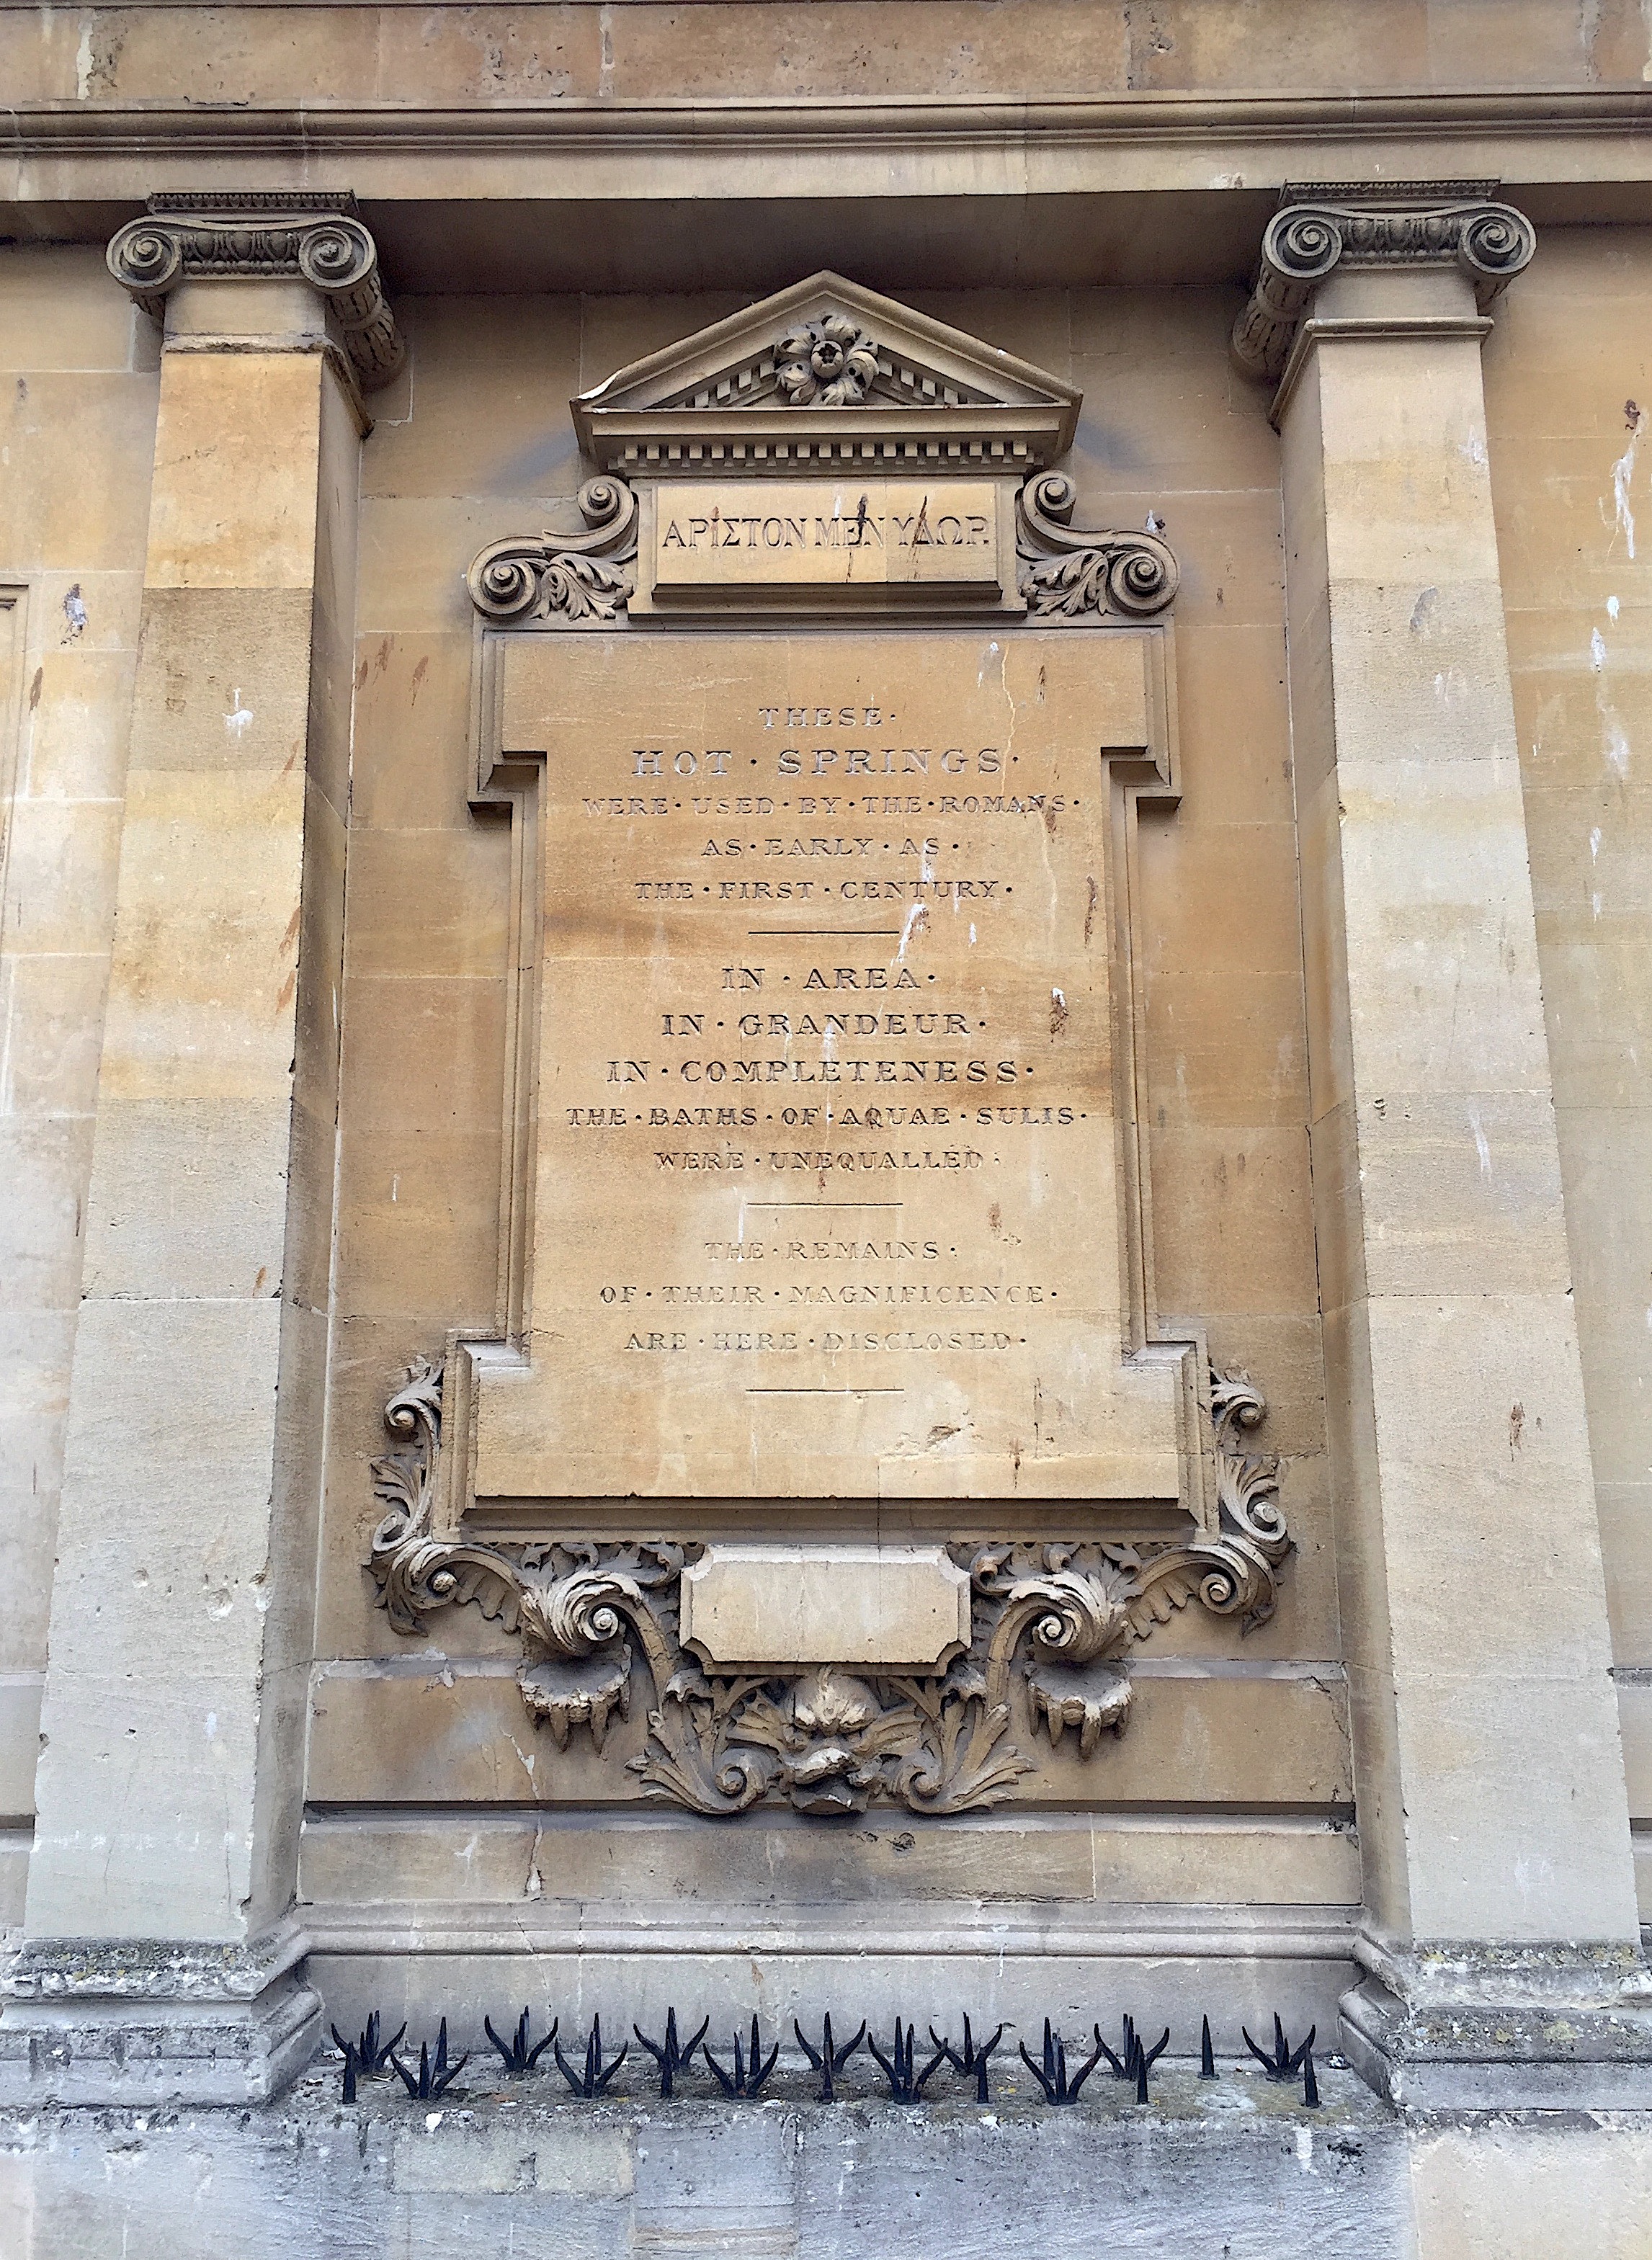 ΑΡΙΣΤΟΝ ΜΕΝ ΥΔΩΡ.
THESE·
HOT · SPRINGS·
WERE · USED · BY · THE · ROMANS·
AS · EARLY · AS ·
THE · FIRST · CENTURY·
IN · AREA·
IN · GRANDEUR·
IN · COMPLETENESS·
THE · BATHS · OF · AQUAE · SULIS·
WERE · UNEQUALLED·
THE · REMAINS ·
OF · THEIR · MAGNIFICENCE·
ARE · HERE · DISCLOSED·